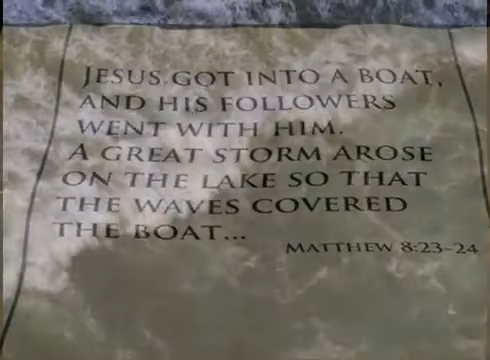 JESUS GOT INTO A BOAT,
AND HIS FOLLOWERS
WENT WITH HIM.
A GREAT STORM AROSE
ON THE LAKE SO THAT
THE WAVES COVERED
THE BOAT...
MATTHEW 8:23-24